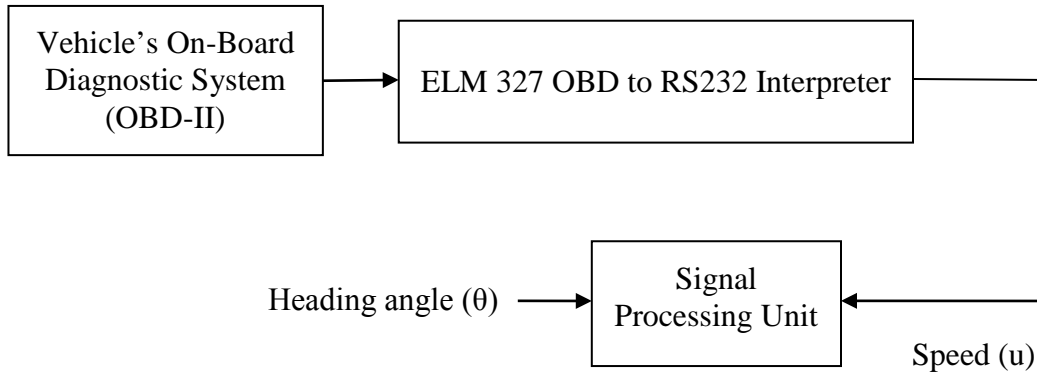 Vehicle’s On-Board
Diagnostic System
(OBD-II)
ELM 327 OBD to RS232 Interpreter
Heading angle (θ)
Signal
Processing Unit
Speed (u)